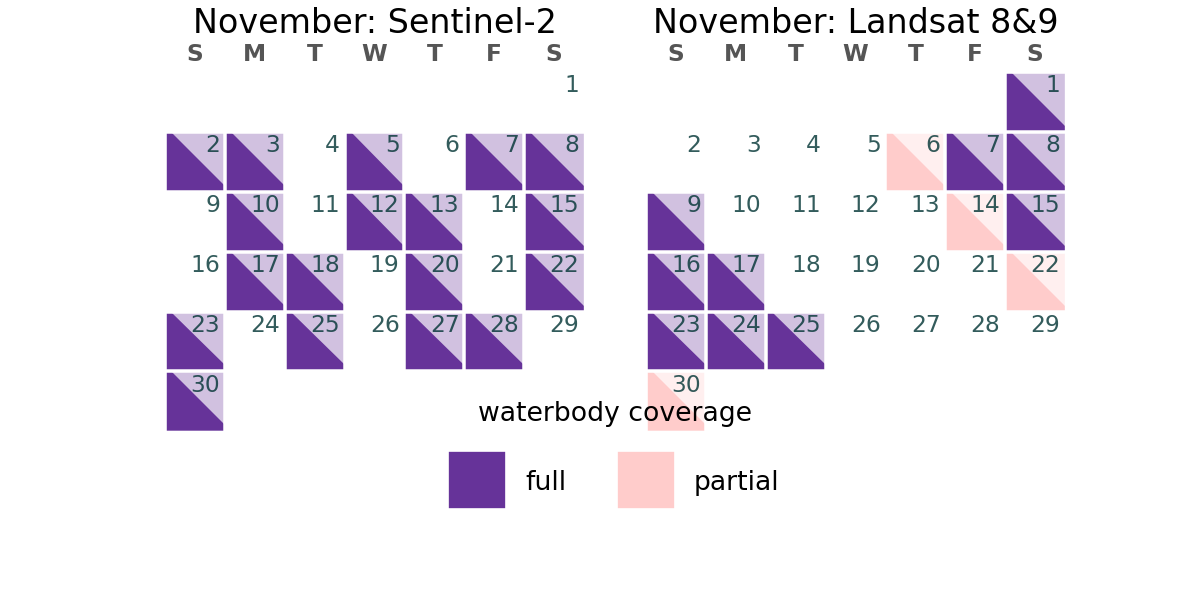 November: Sentinel-2
S M T W T F S
1
2 3 4 5 6 7 8
9 10 11 12 13 14 15
16 17 18 19 20 21 22
23 24 25 26 27 28 29
30
November: Landsat 8&9
S M T W T F S
1
2 3 4 5 6 7 8
9 10 11 12 13 14 15
16 17 18 19 20 21 22
23 24 25 26 27 28 29
30
waterbody coverage
full partial